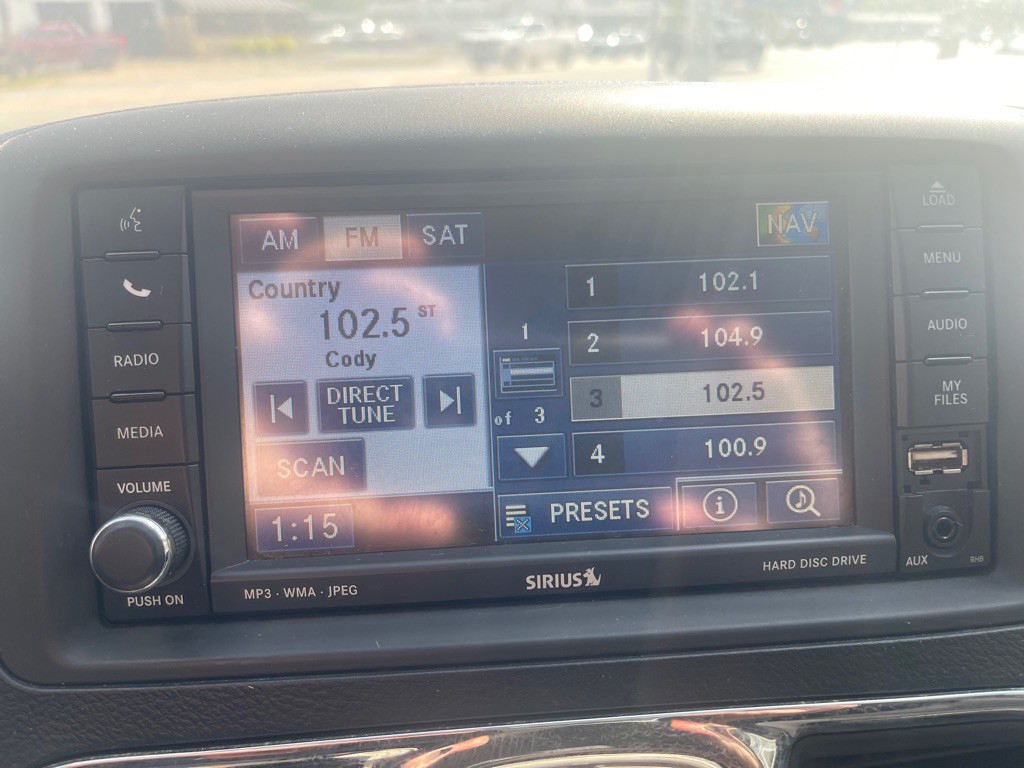 AM FM SAT NAV
Country
102.5 ST
Cody
DIRECT
TUNE
SCAN
1:15
1
of 3
1 102.1
2 104.9
3 102.5
4 100.9
PRESETS
i
RADIO
MEDIA
VOLUME
PUSH ON
LOAD
MENU
AUDIO
MY
FILES
AUX
RHB
MP3 · WMA · JPEG
SIRIUS
HARD DISC DRIVE